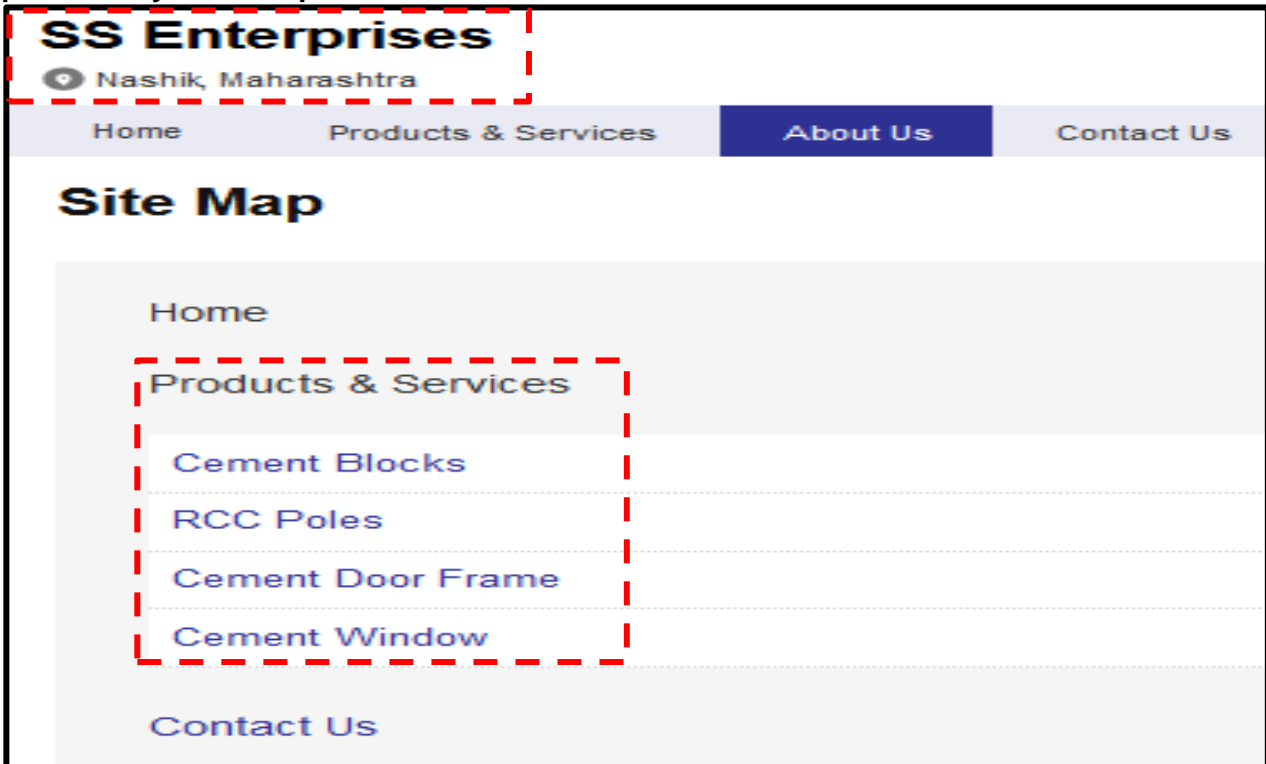 SS Enterprises
Nashik, Maharashtra
Home Products & Services About Us Contact Us
Site Map
Home
Products & Services
Cement Blocks
RCC Poles
Cement Door Frame
Cement Window
Contact Us